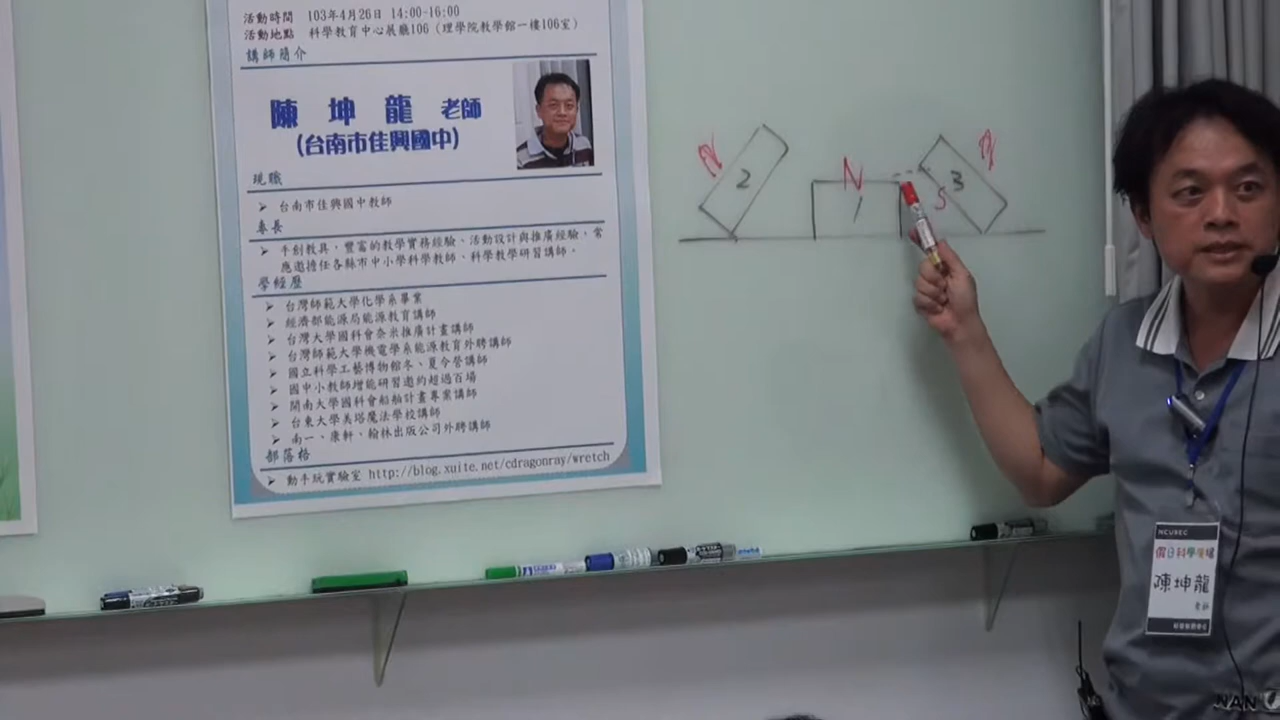 活動時間 103年4月26日 14:00-16:00
活動地點 科學教育中心展廳106(理學院教學館一樓106室)
講師簡介
陳 坤 龍 老師
(台南市佳興國中)
現職
台南市佳興國中教師
專長
手創教具,豐富的教學實務經驗、活動設計與推廣經驗,常
應邀擔任各縣市中小學科學教師、科學教學研習講師。
學經歷
台灣師範大學化學系畢業
經濟部能源局能源教育講師
台灣大學國科會奈米推廣計畫講師
台灣師範大學機電學系能源教育外聘講師
國立科學工藝博物館冬、夏令營講師
國中小教師增能研習邀約超過百場
開南大學國科會船舶計畫專案講師
台東大學美塔魔法學校講師
南一、康軒、翰林出版公司外聘講師
部落格
動手玩實驗室 http://blog.xuite.net/cdragonray/wretch
2
N
1
3
S
NCUSEC
假日科學廣場
陳坤龍
老師
NAN